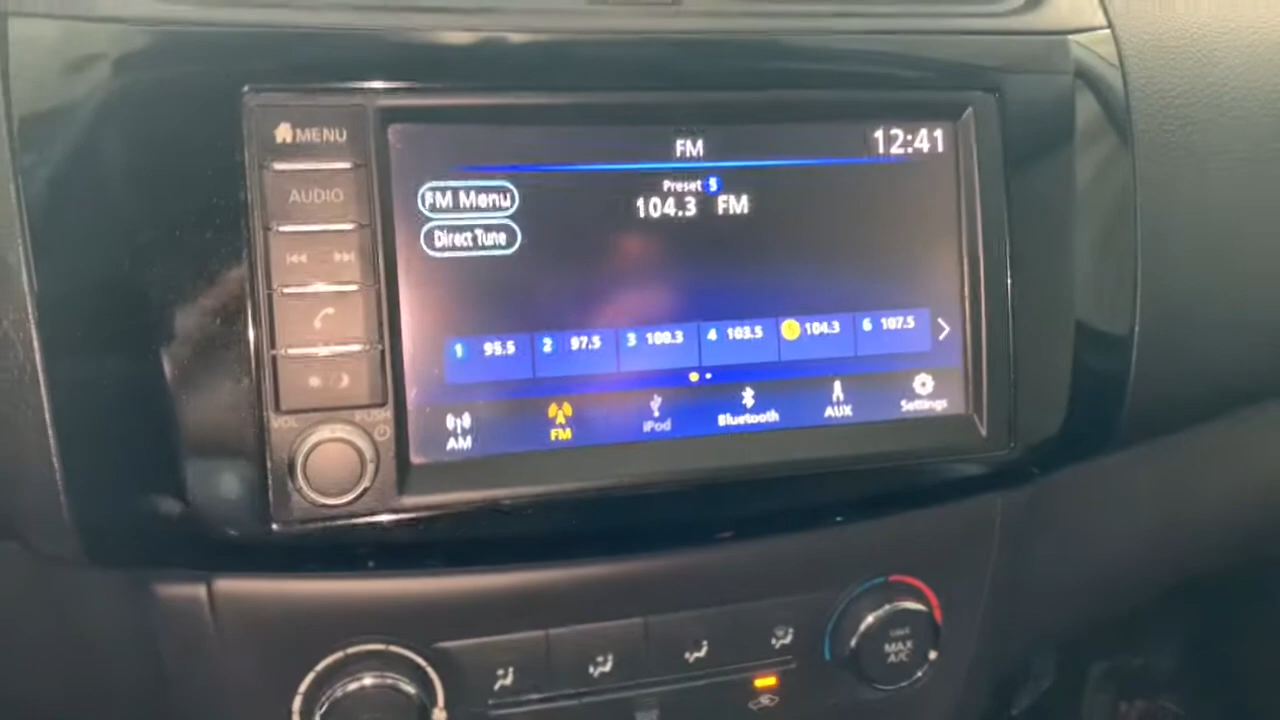 MENU
AUDIO
VOL
PUSH
FM
12:41
FM Menu
Preset 5
104.3 FM
Direct Tune
1 95.5
2 97.5
3 100.3
4 103.5
104.3
6 107.5
AM
FM
iPod
Bluetooth
AUX
Settings
MAX
A/C